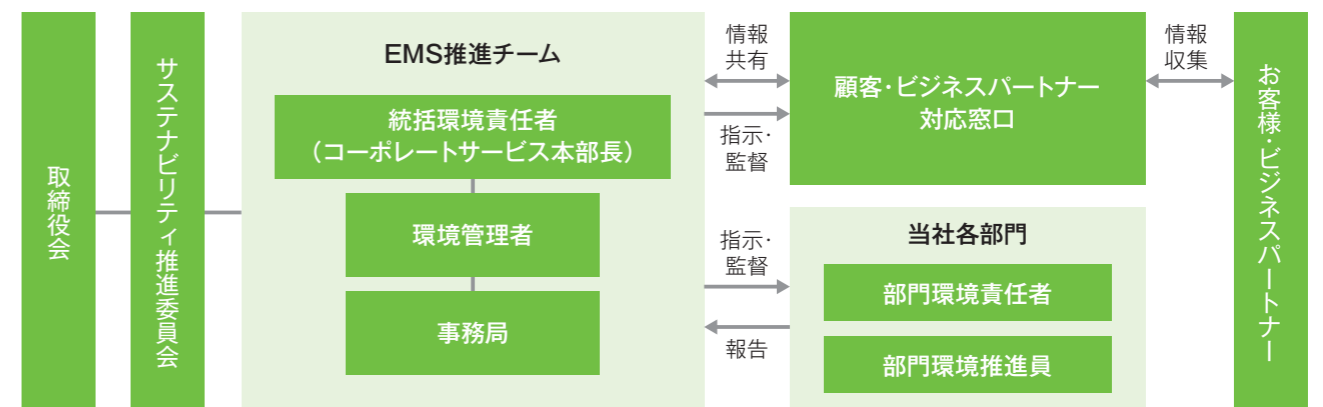 取締役会
サステナビリティ推進委員会
EMS推進チーム
統括環境責任者
（コーポレートサービス本部長）
環境管理者
事務局
情報
共有
指示・
監督
指示・
監督
報告
顧客・ビジネスパートナー
対応窓口
当社各部門
部門環境責任者
部門環境推進員
情報
収集
お客様・ビジネスパートナー